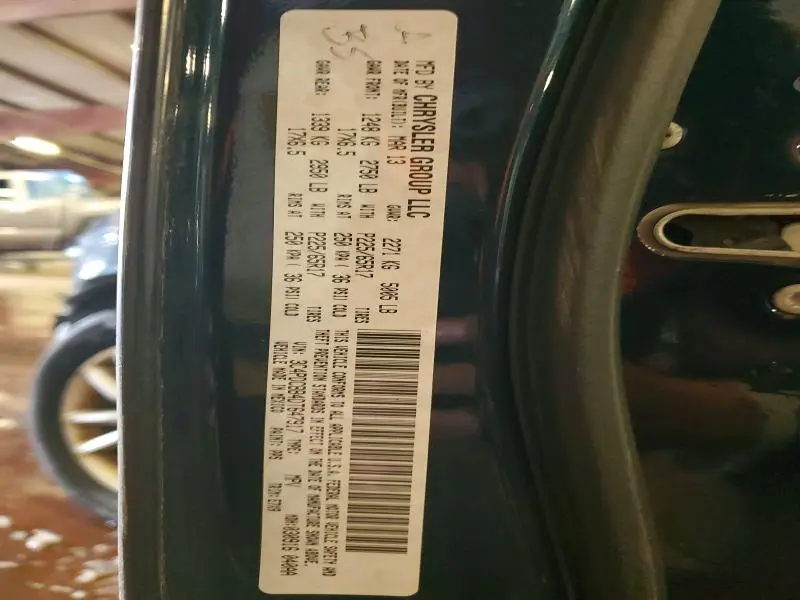 MFD BY CHRYSLER GROUP LLC
DATE OF MFR: MAR 13 GVWR: 2271 KG 5005 LB
GAWR FRONT: 1248 KG 2750 LB WITH P225/65R17 TIRES
17X6.5 RIMS AT 250 KPA ( 36 PSI) COLD
GAWR REAR: 1339 KG 2950 LB WITH P225/65R17 TIRES
17X6.5 RIMS AT 250 KPA ( 36 PSI) COLD
THIS VEHICLE CONFORMS TO ALL APPLICABLE U.S.A. FEDERAL MOTOR VEHICLE SAFETY AND
THEFT PREVENTION STANDARDS IN EFFECT ON THE DATE OF MANUFACTURE SHOWN ABOVE.
VIN: TYPE: MPV
VEHICLE MADE IN MEXICO PAINT: TRIM: